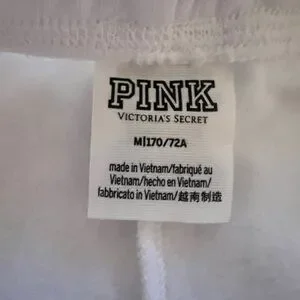 PINK
VICTORIA'S SECRET
M|170/72A
made in Vietnam/fabriqué au
Vietnam/hecho en Vietnam/
fabbricato in Vietnam/越南制造